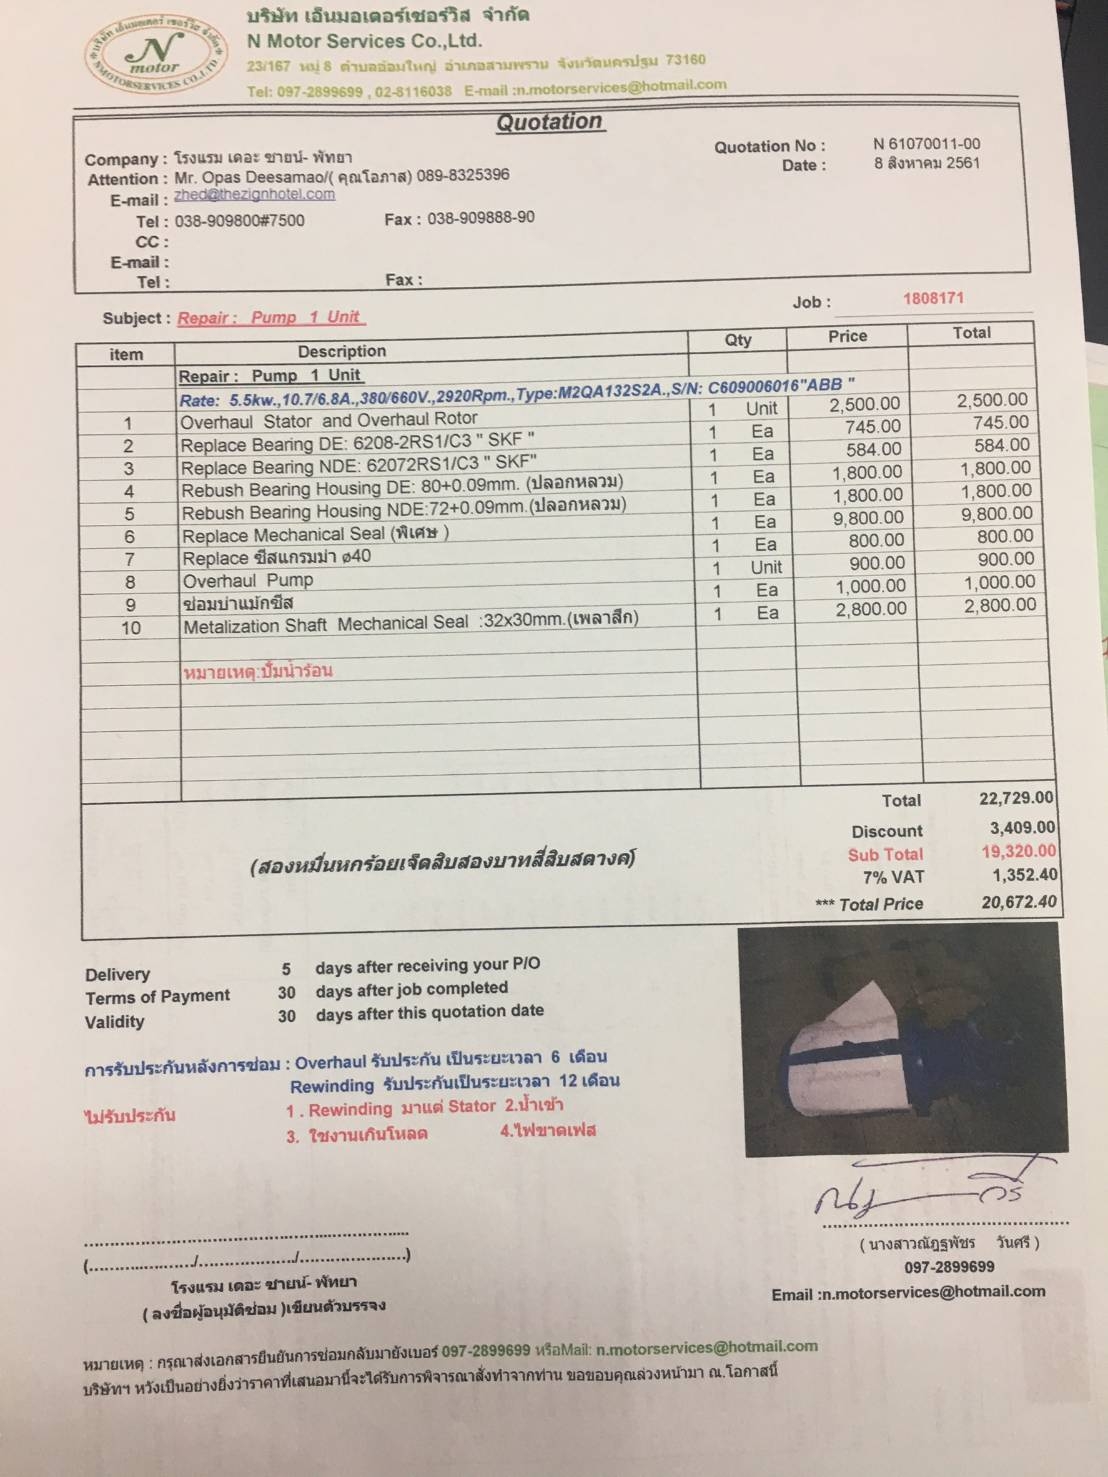 บริษัท เอ็นมอเตอร์เซอร์วิส จำกัด
N Motor Services Co.,Ltd.
23/167 หมู่ 8 ตำบลอ้อมใหญ่ อำเภอสามพราน จังหวัดนครปฐม 73160
Tel: 097-2899699 , 02-8116038 E-mail :n.motorservices@hotmail.com
N
motor
Quotation
Company : โรงแรม เดอะ ซายน์- พัทยา
Quotation No : N 61070011-00
Attention : Mr. Opas Deesamao/( คุณโอภาส) 089-8325396
Date : 8 สิงหาคม 2561
E-mail : zhed@thezignhotel.com
Tel : 038-909800#7500 Fax : 038-909888-90
CC :
E-mail :
Tel : Fax :
Job : 1808171
Subject : Repair : Pump 1 Unit
item Description Qty Price Total
Repair : Pump 1 Unit
Rate: 5.5kw.,10.7/6.8A.,380/660V.,2920Rpm.,Type:M2QA132S2A.,S/N: C609006016"ABB "
1 Overhaul Stator and Overhaul Rotor 1 Unit 2,500.00 2,500.00
2 Replace Bearing DE: 6208-2RS1/C3 " SKF " 1 Ea 745.00 745.00
3 Replace Bearing NDE: 62072RS1/C3 " SKF" 1 Ea 584.00 584.00
4 Rebush Bearing Housing DE: 80+0.09mm. (ปลอกหลวม) 1 Ea 1,800.00 1,800.00
5 Rebush Bearing Housing NDE:72+0.09mm.(ปลอกหลวม) 1 Ea 1,800.00 1,800.00
6 Replace Mechanical Seal (พิเศษ ) 1 Ea 9,800.00 9,800.00
7 Replace ซีลแกรมม่า ø40 1 Ea 800.00 800.00
8 Overhaul Pump 1 Unit 900.00 900.00
9 ซ่อมบ่าแม้กซีล 1 Ea 1,000.00 1,000.00
10 Metalization Shaft Mechanical Seal :32x30mm.(เพลาสึก) 1 Ea 2,800.00 2,800.00
หมายเหตุ:ปั้มน้ำร้อน
Total 22,729.00
Discount 3,409.00
Sub Total 19,320.00
7% VAT 1,352.40
*** Total Price 20,672.40
(สองหมื่นหกร้อยเจ็ดสิบสองบาทสี่สิบสตางค์)
Delivery 5 days after receiving your P/O
Terms of Payment 30 days after job completed
Validity 30 days after this quotation date
การรับประกันหลังการซ่อม : Overhaul รับประกัน เป็นระยะเวลา 6 เดือน
Rewinding รับประกันเป็นระยะเวลา 12 เดือน
ไม่รับประกัน 1 . Rewinding มาแต่ Stator 2.น้ำเข้า
3. ใช้งานเกินโหลด 4.ไฟขาดเฟส
(...................../...................../.....................)
โรงแรม เดอะ ซายน์- พัทยา
( ลงชื่อผู้อนุมัติซ่อม )เขียนตัวบรรจง
( นางสาวณัฏฐพัชร วันศรี )
097-2899699
Email :n.motorservices@hotmail.com
หมายเหตุ : กรุณาส่งเอกสารยืนยันการซ่อมกลับมายังเบอร์ 097-2899699 หรือMail: n.motorservices@hotmail.com
บริษัทฯ หวังเป็นอย่างยิ่งว่าราคาที่เสนอมานี้จะได้รับการพิจารณาสั่งทำจากท่าน ขอขอบคุณล่วงหน้ามา ณ.โอกาสนี้